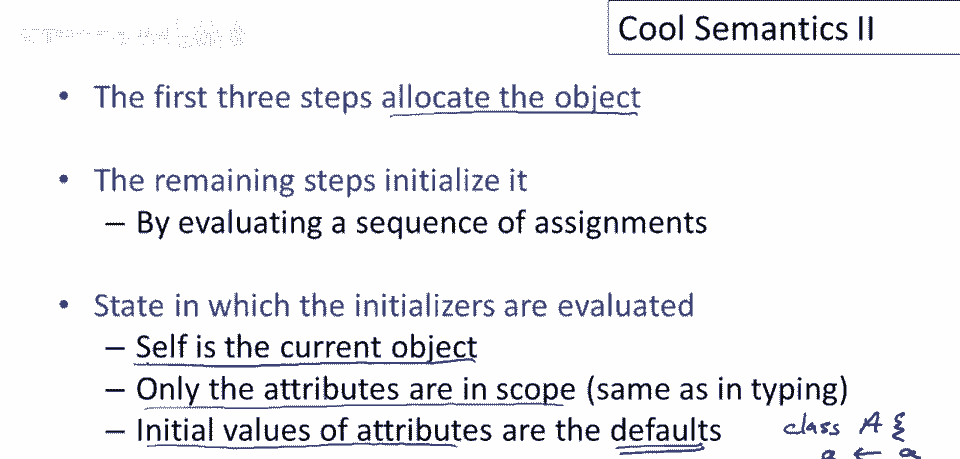 Cool Semantics II
• The first three steps allocate the object
• The remaining steps initialize it
– By evaluating a sequence of assignments
• State in which the initializers are evaluated
– Self is the current object
– Only the attributes are in scope (same as in typing)
– Initial values of attributes are the defaults
class A {
a ← a